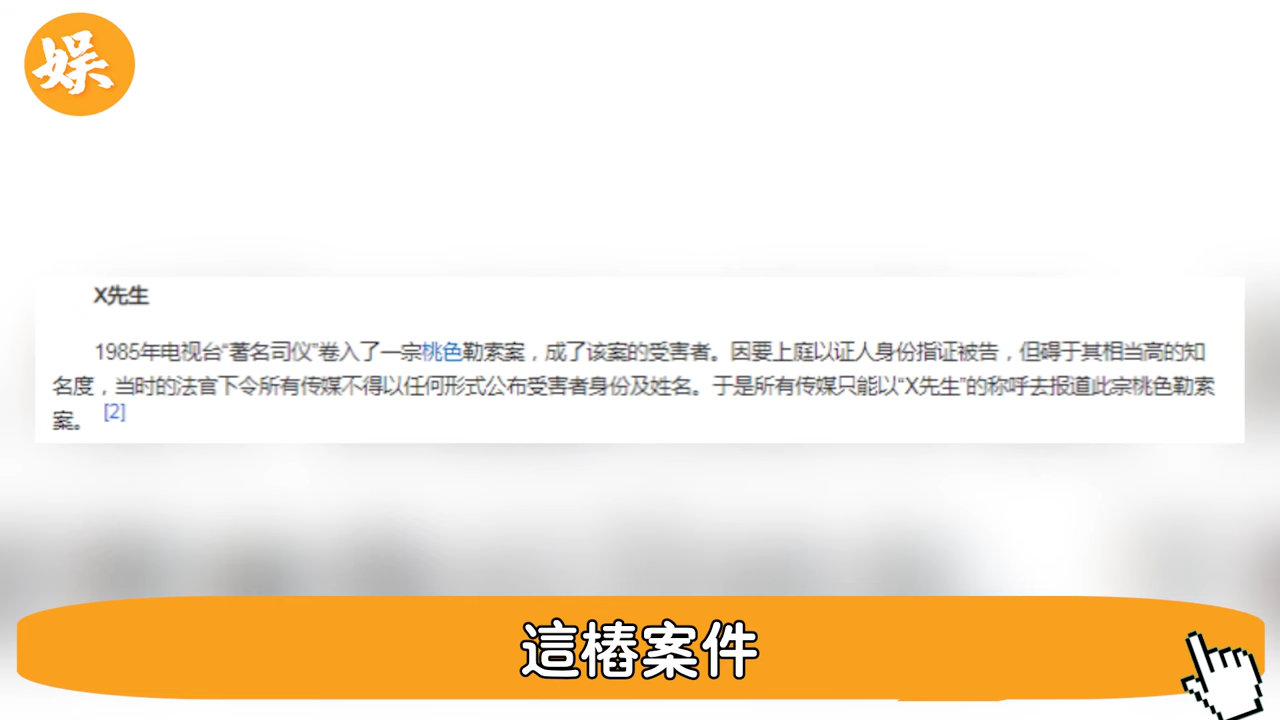 娱
X先生
1985年电视台“著名司仪”卷入了一宗桃色勒索案，成了该案的受害者。因要上庭以证人身份指证被告，但碍于其相当高的知
名度，当时的法官下令所有传媒不得以任何形式公布受害者身份及姓名。于是所有传媒只能以“X先生”的称呼去报道此宗桃色勒索
案。 [2]
這樁案件